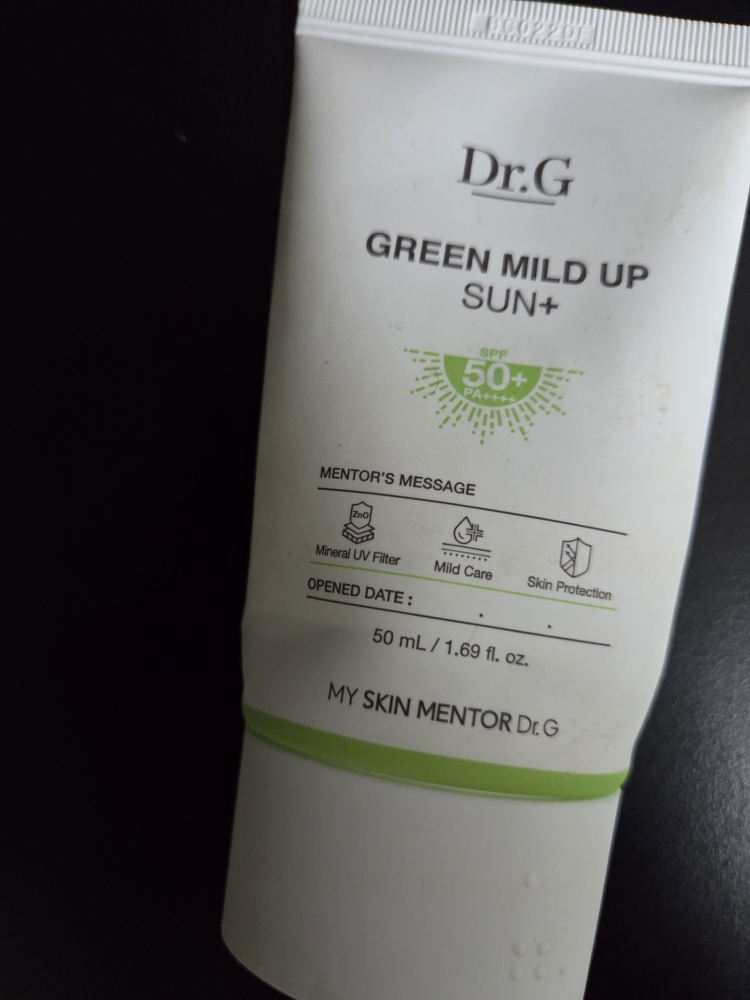 Dr.G
GREEN MILD UP
SUN+
SPF
50+
PA++++
MENTOR'S MESSAGE
ZnO
Mineral UV Filter
Mild Care
Skin Protection
OPENED DATE : . .
50 mL / 1.69 fl. oz.
MY SKIN MENTOR Dr.G